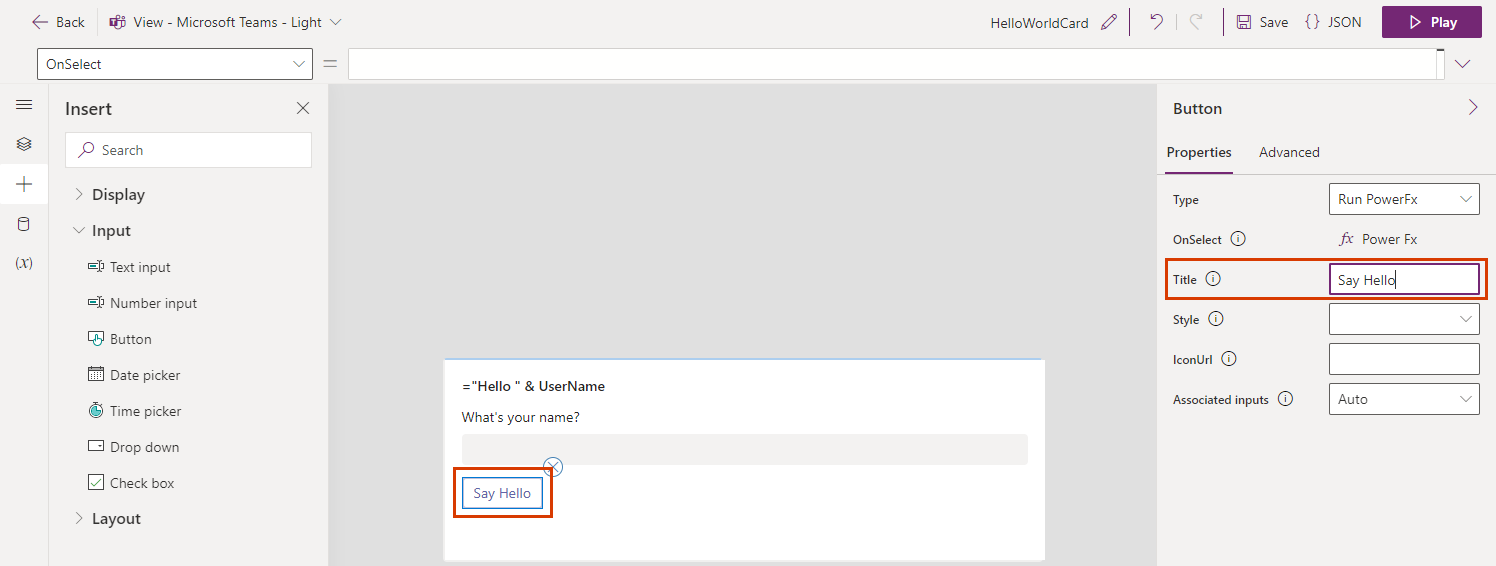 Back View - Microsoft Teams - Light HelloWorldCard Save {} JSON Play
OnSelect =
Insert
Search
Display
Input
Text input
Number input
Button
Date picker
Time picker
Drop down
Check box
Layout
(x)
="Hello " & UserName
What's your name?
Say Hello
Button
Properties Advanced
Type Run PowerFx
OnSelect fx Power Fx
Title Say Hello
Style
IconUrl
Associated inputs Auto